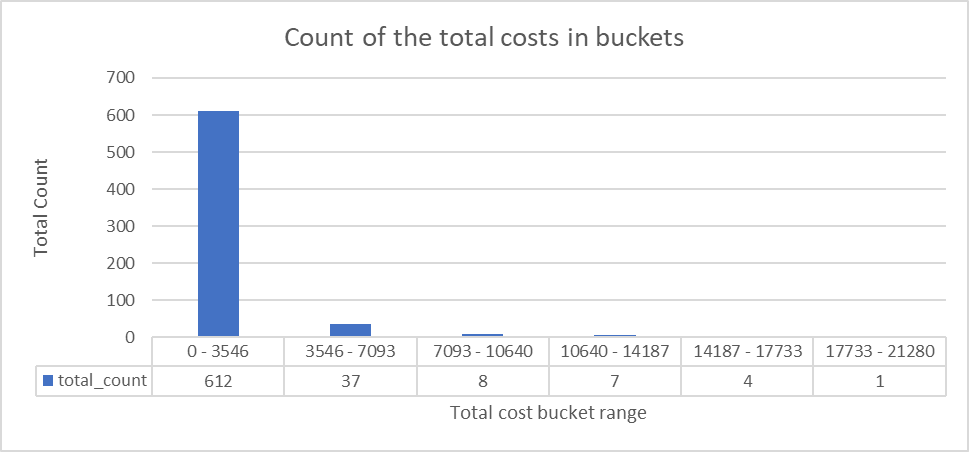 Count of the total costs in buckets
Total Count
700
600
500
400
300
200
100
0
0 - 3546 3546 - 7093 7093 - 10640 10640 - 14187 14187 - 17733 17733 - 21280
total_count 612 37 8 7 4 1
Total cost bucket range